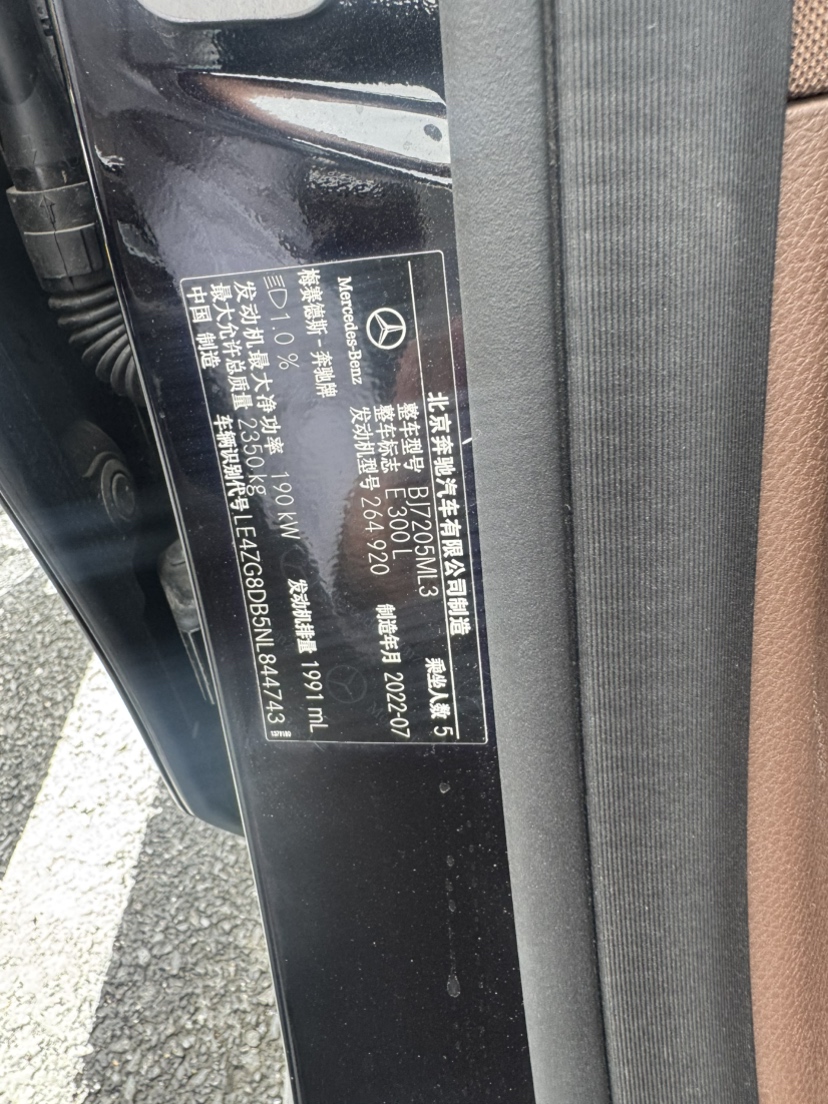 北京奔驰汽车有限公司制造
Mercedes-Benz
整车型号 BJ7205ML3 乘坐人数 5
整车标志 E 300 L
发动机型号 264 920 制造年月 2022-07
梅赛德斯-奔驰牌
1.0 %
发动机最大净功率 190 kW 发动机排量 1991 mL
最大允许总质量 2350 kg
中国 制造 车辆识别代号 LE4ZG8DB5NL844743